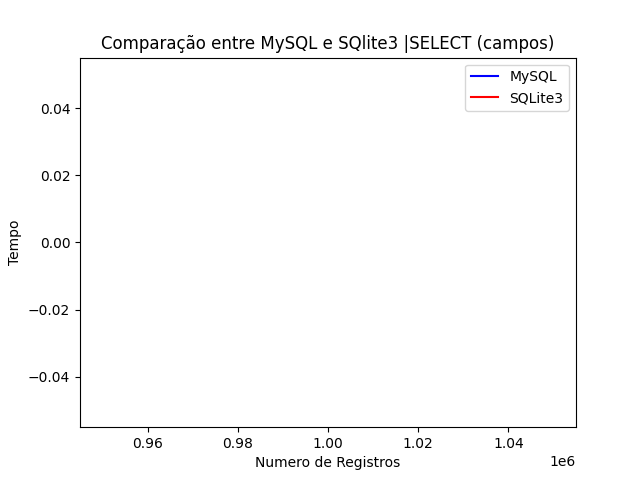 Comparação entre MySQL e SQlite3 |SELECT (campos)
MySQL
SQLite3
0.04
0.02
0.00
−0.02
−0.04
Tempo
0.96
0.98
1.00
1.02
1.04
1e6
Numero de Registros